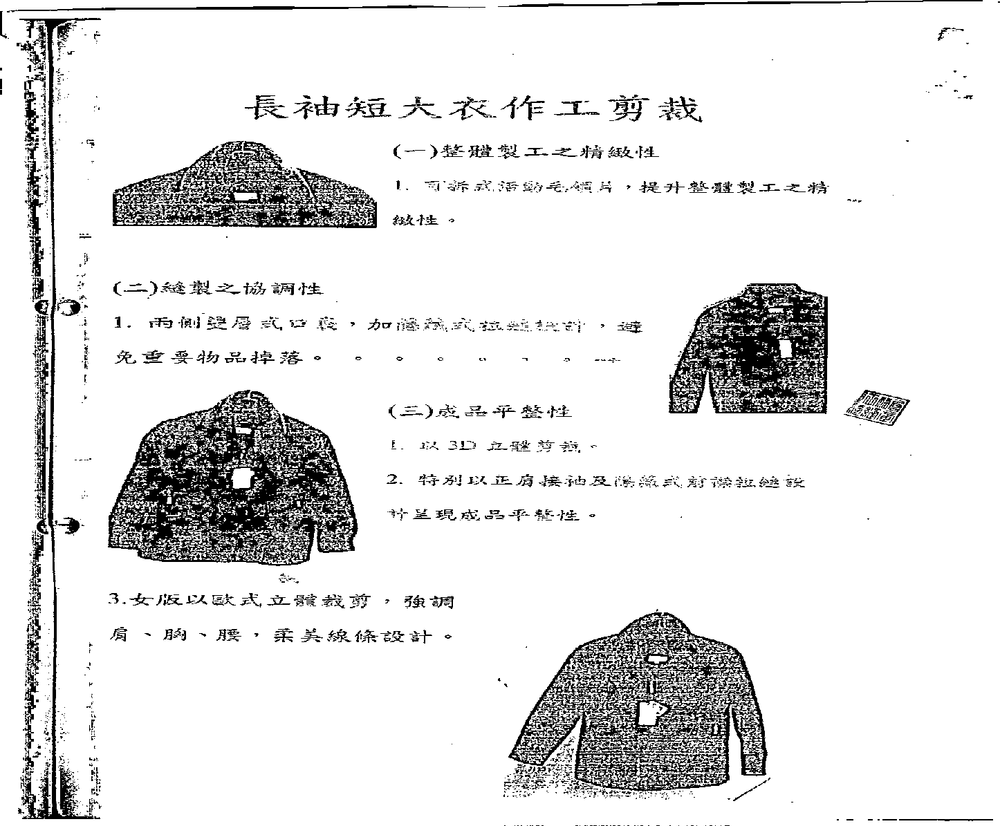 長袖短大衣作工剪裁
(一)整體製工之精緻性
1. 可拆式活動毛領片，提升整體製工之精
緻性。
(二)縫製之協調性
1. 兩側雙層式口袋，加隱藏式拉鏈設計，避
免重要物品掉落。
(三)成品平整性
1. 以 3D 立體剪裁。
2. 特別以正肩接袖及隱藏式前襟拉鏈設
計呈現成品平整性。
3.女版以歐式立體裁剪，強調
肩、胸、腰，柔美線條設計。